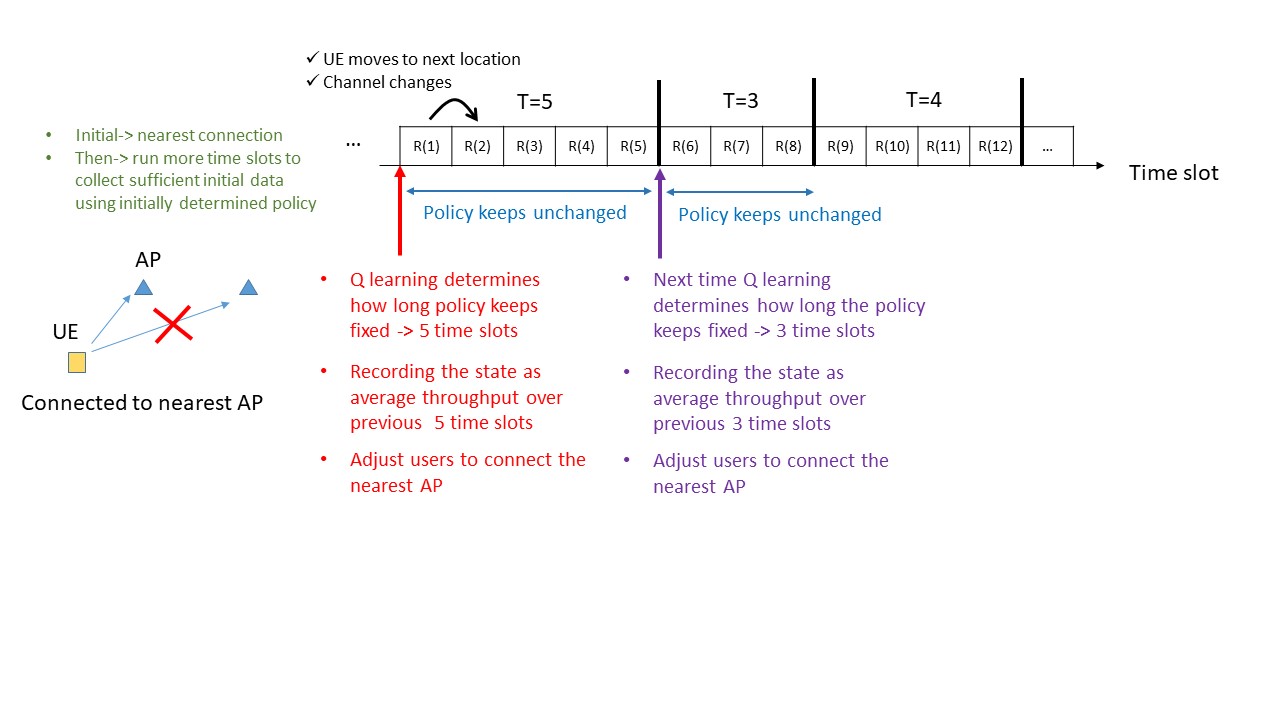 ✓ UE moves to next location
✓ Channel changes
T=5
T=3
T=4
• Initial-> nearest connection
• Then-> run more time slots to
collect sufficient initial data
using initially determined policy
...
R(1) R(2) R(3) R(4) R(5) R(6) R(7) R(8) R(9) R(10) R(11) R(12) ...
Time slot
Policy keeps unchanged
Policy keeps unchanged
AP
UE
Connected to nearest AP
• Q learning determines
how long policy keeps
fixed -> 5 time slots
• Recording the state as
average throughput over
previous 5 time slots
• Adjust users to connect the
nearest AP
• Next time Q learning
determines how long the policy
keeps fixed -> 3 time slots
• Recording the state as
average throughput over
previous 3 time slots
• Adjust users to connect the
nearest AP